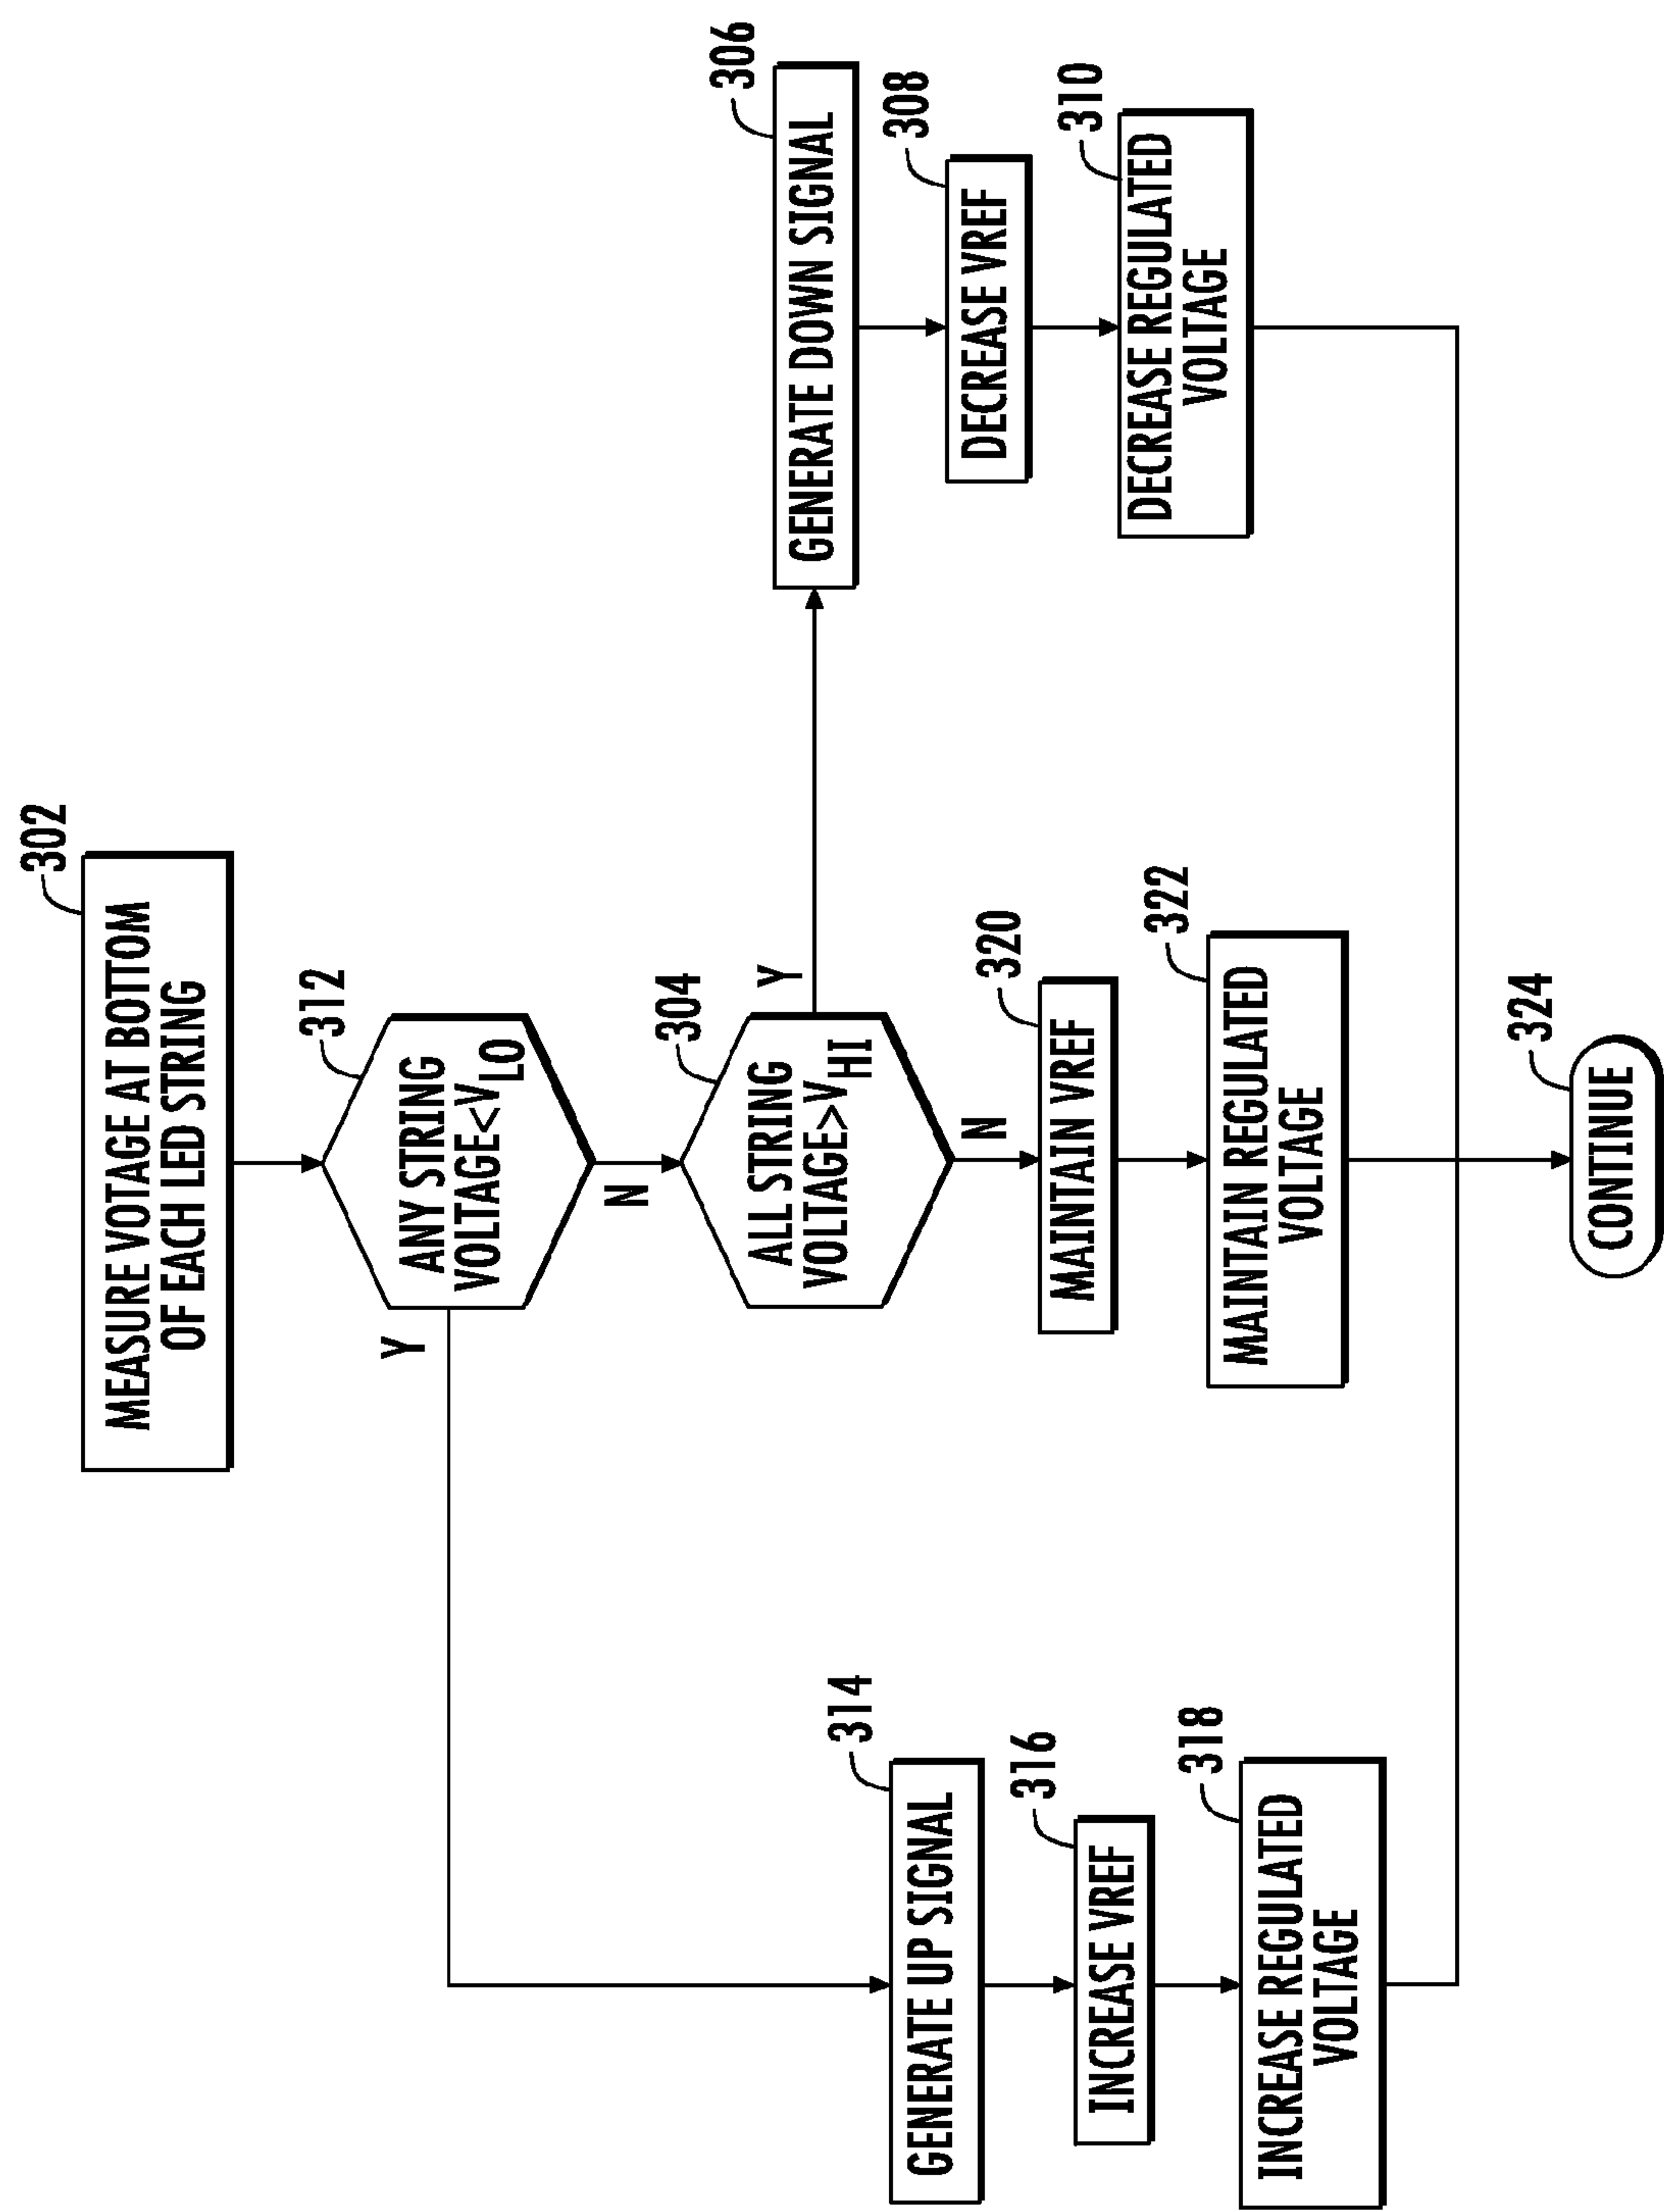 302
MEASURE VOTAGE AT BOTTOM
OF EACH LED STRING
312
ANY STRING
VOLTAGE<VLO
Y
N
304
ALL STRING
VOLTAGE>VHI
Y
N
306
GENERATE DOWN SIGNAL
308
DECREASE VREF
310
DECREASE REGULATED
VOLTAGE
314
GENERATE UP SIGNAL
316
INCREASE VREF
318
INCREASE REGULATED
VOLTAGE
320
MAINTAIN VREF
322
MAINTAIN REGULATED
VOLTAGE
324
CONTINUE